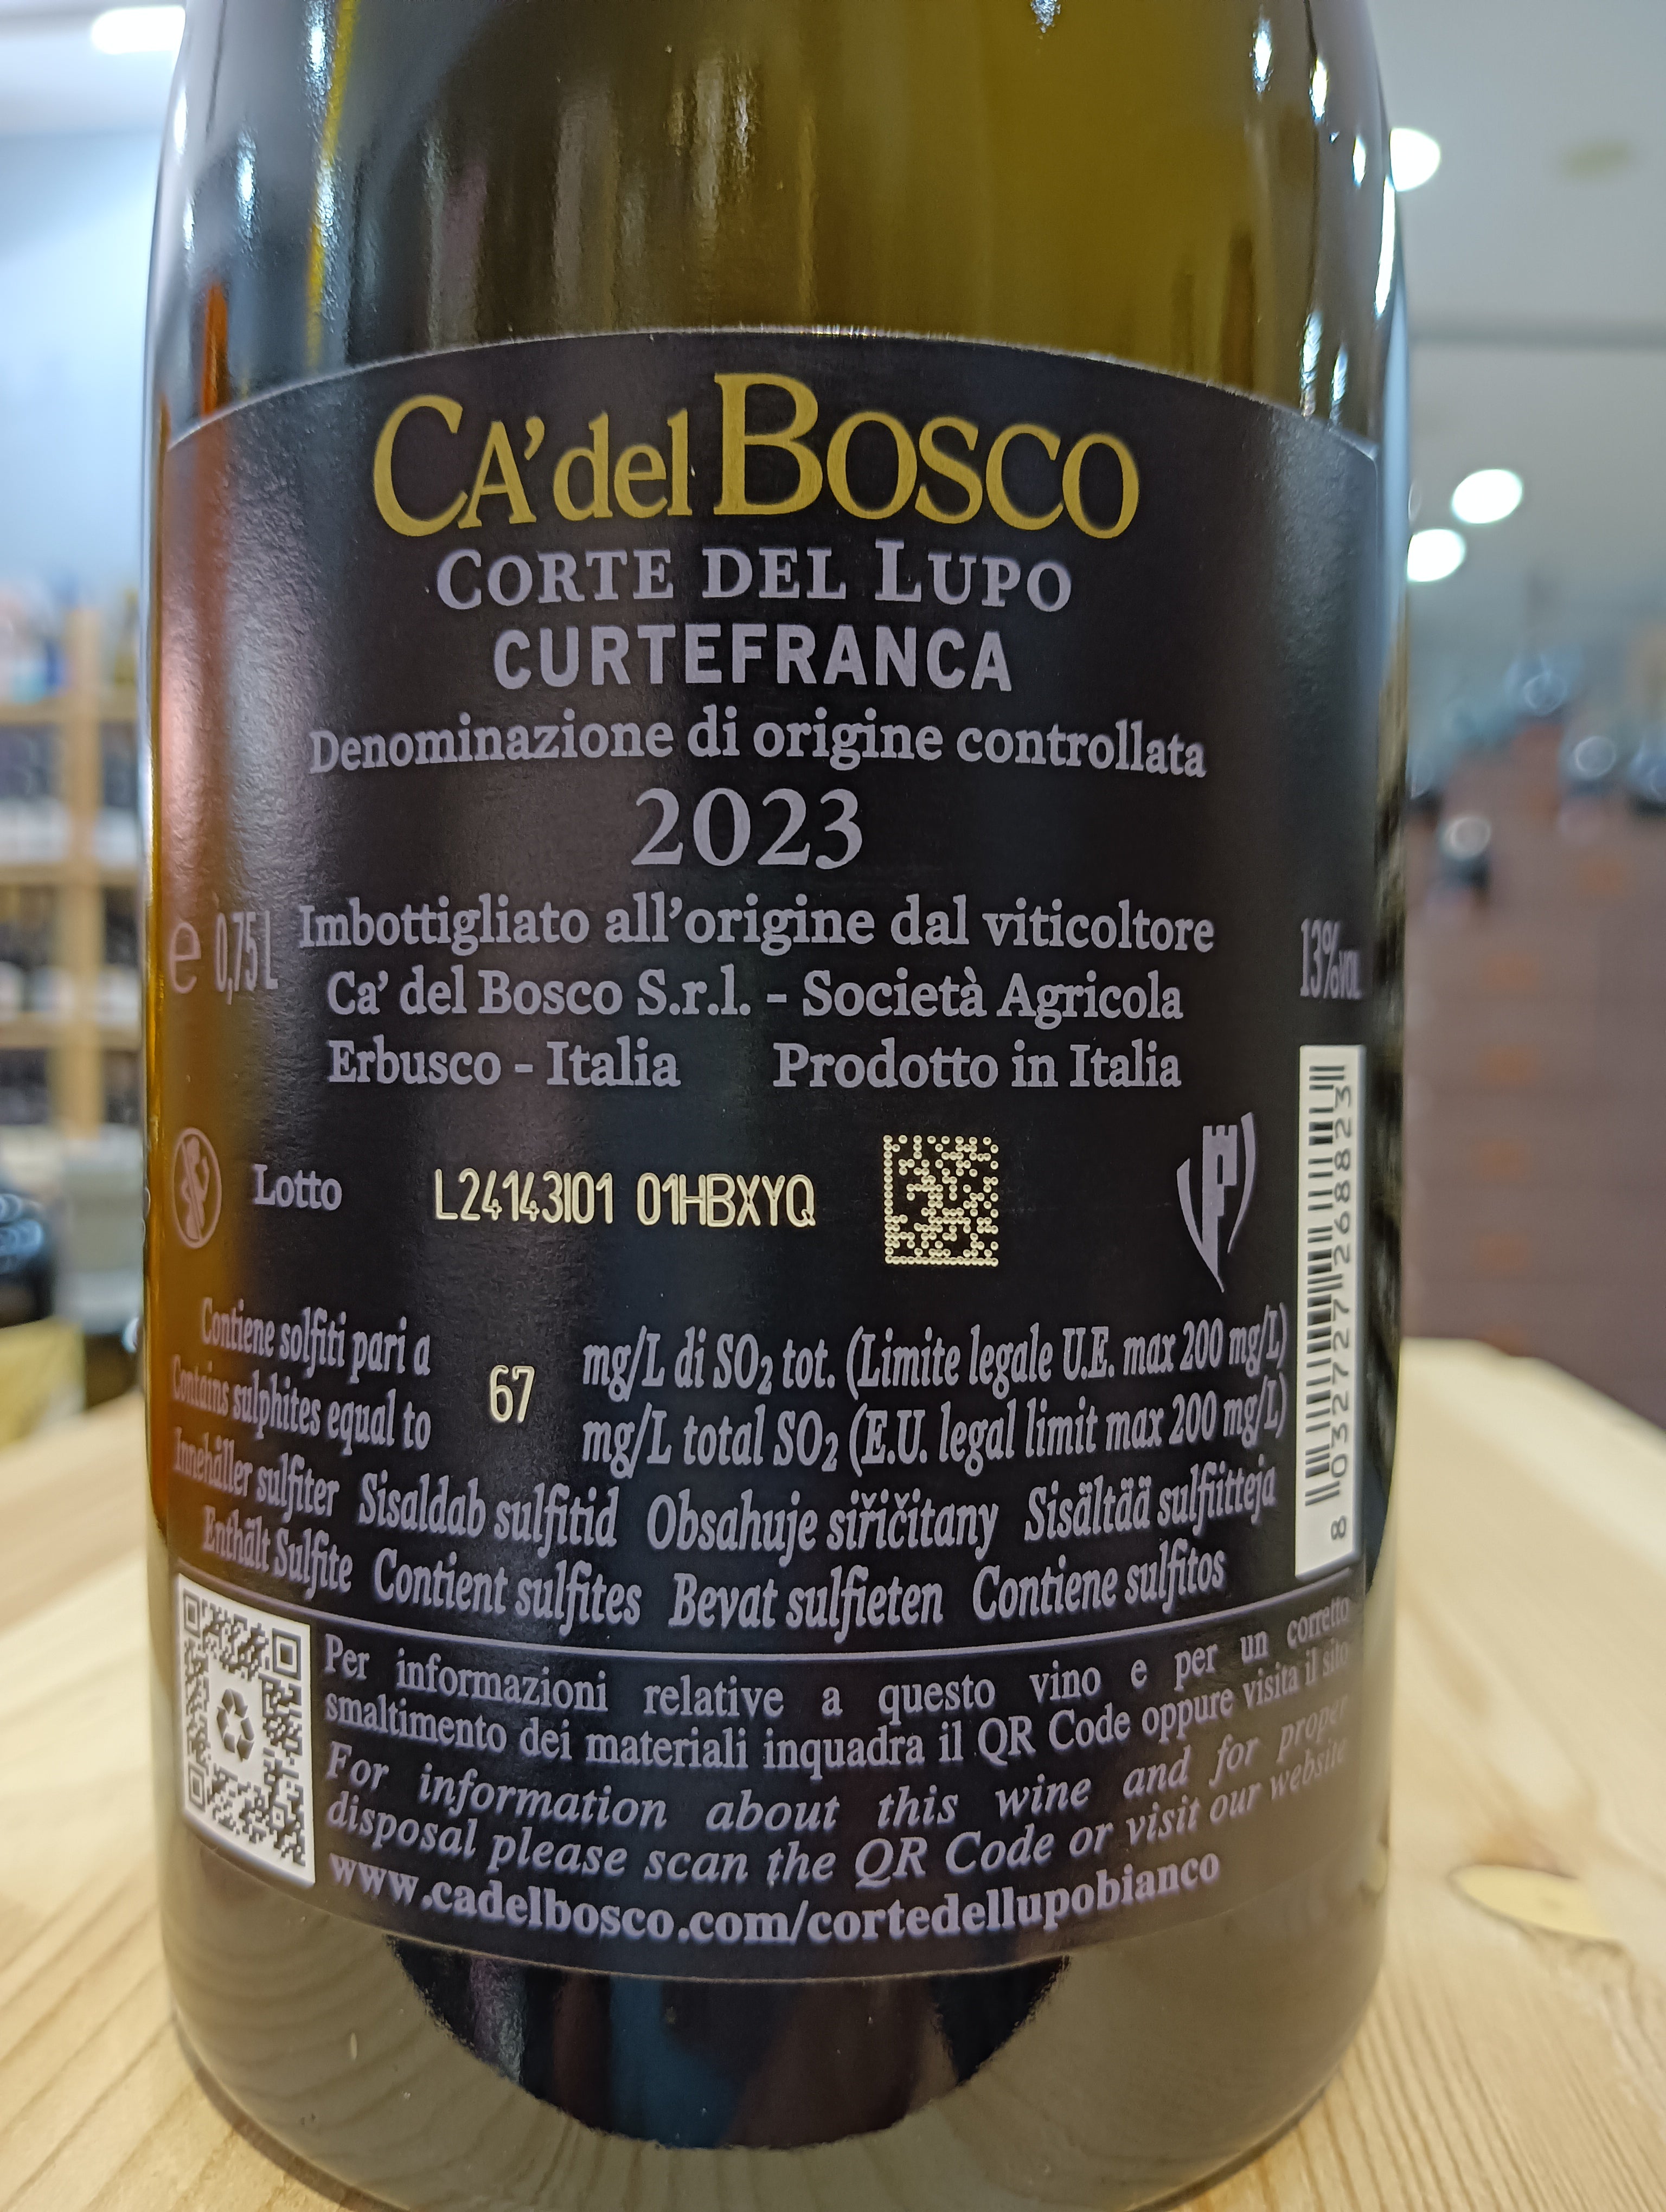 CA' del BOSCO
CORTE DEL LUPO
CURTEFRANCA
Denominazione di origine controllata
2023
Imbottigliato all'origine dal viticoltore
e 0,75 L
Ca' del Bosco S.r.l. - Società Agricola
13%VOL
Erbusco - Italia Prodotto in Italia
Lotto L24143I01 01HBXYQ
Contiene solfiti pari a 67 mg/L di SO₂ tot. (Limite legale U.E. max 200 mg/L)
Contains sulphites equal to mg/L total SO₂ (E.U. legal limit max 200 mg/L)
Innehåller sulfiter Sisaldab sulfitid Obsahuje siřičitany Sisältää sulfiitteja
Enthält Sulfite Contient sulfites Bevat sulfieten Contiene sulfitos
8 032727 268823
Per informazioni relative a questo vino e per un corretto
smaltimento dei materiali inquadra il QR Code oppure visita il sito
For information about this wine and for proper
disposal please scan the QR Code or visit our website
www.cadelbosco.com/cortedellupobianco